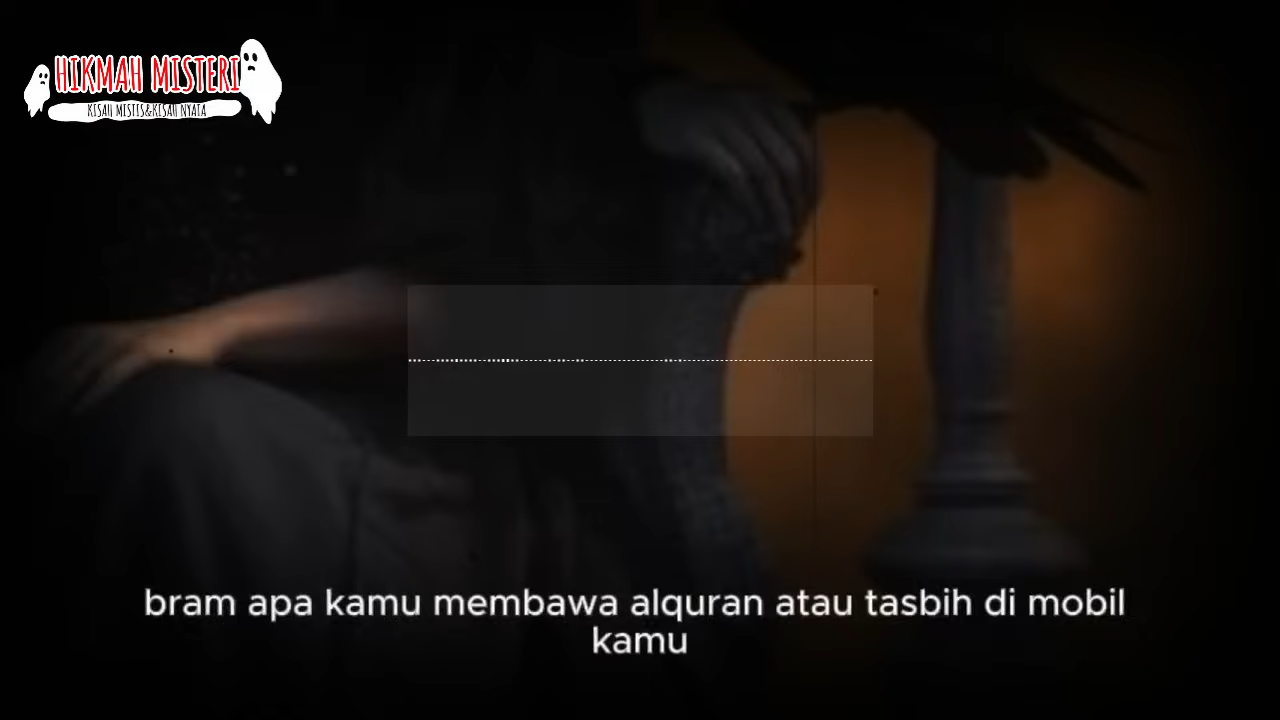 HIKMAH MISTERI
KISAH MISTIS&KISAH NYATA
bram apa kamu membawa alquran atau tasbih di mobil
kamu